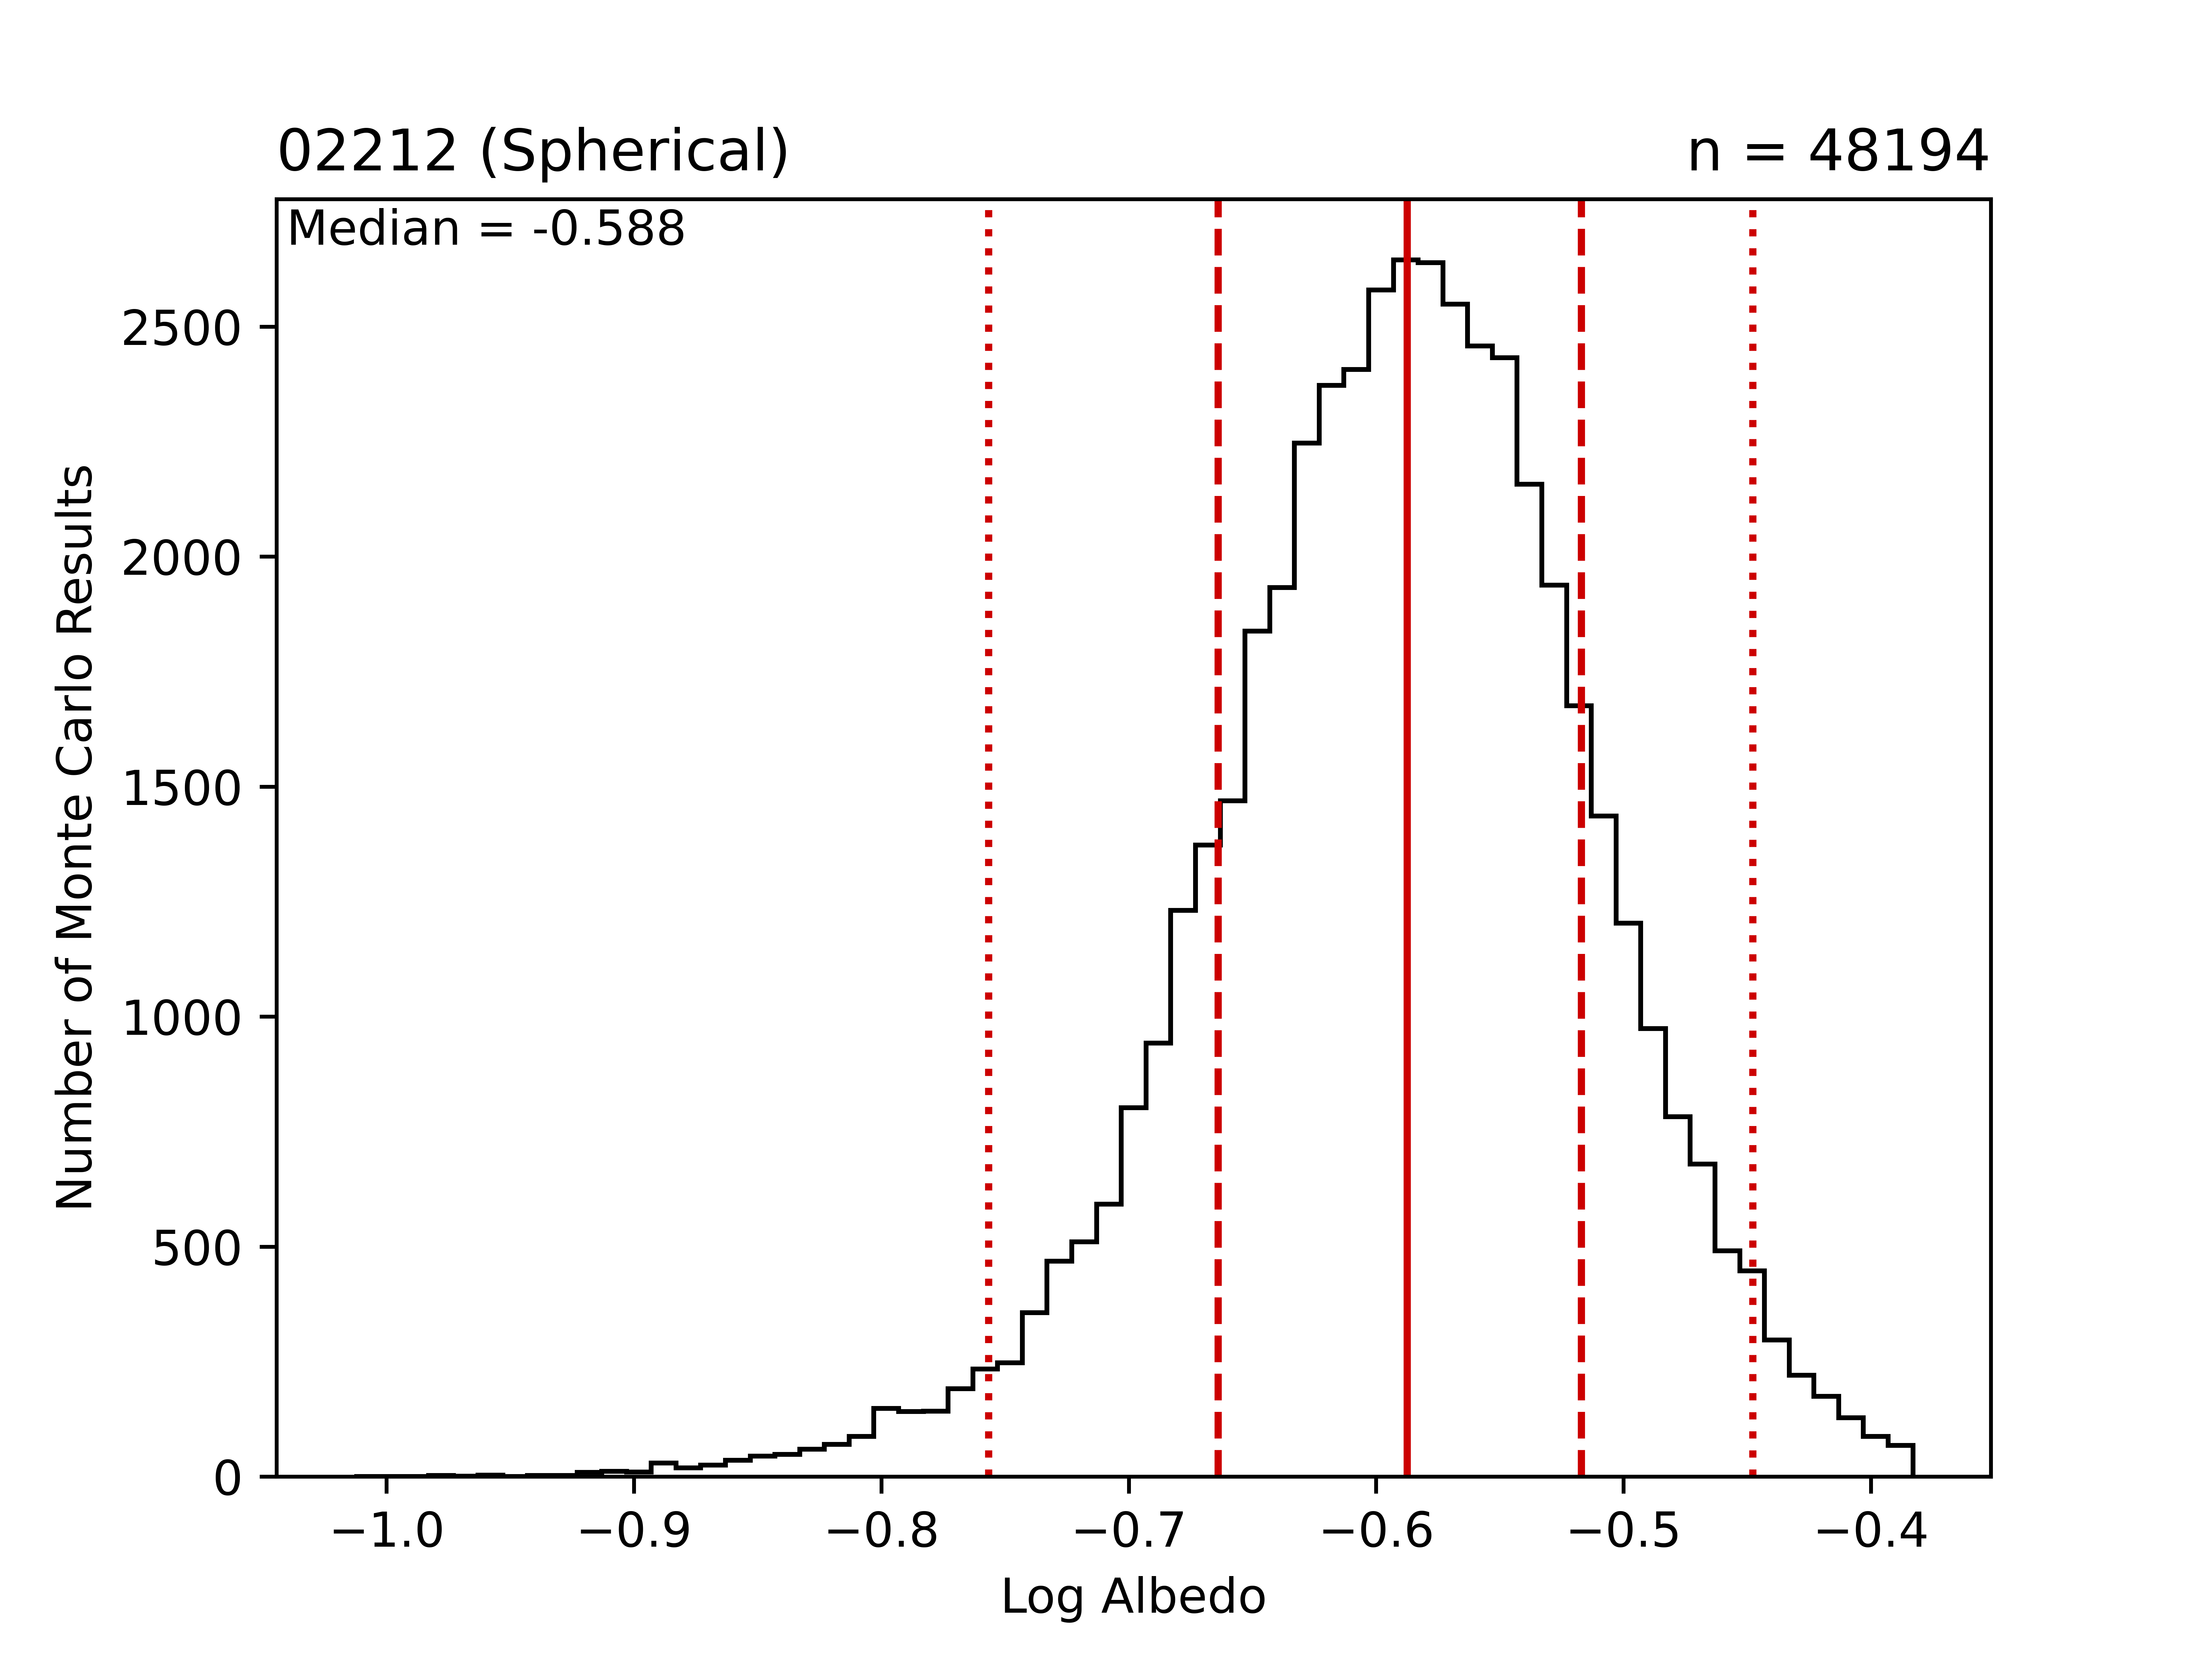 02212 (Spherical)
n = 48194
Median = -0.588
Number of Monte Carlo Results
2500
2000
1500
1000
500
0
−1.0
−0.9
−0.8
−0.7
−0.6
−0.5
−0.4
Log Albedo